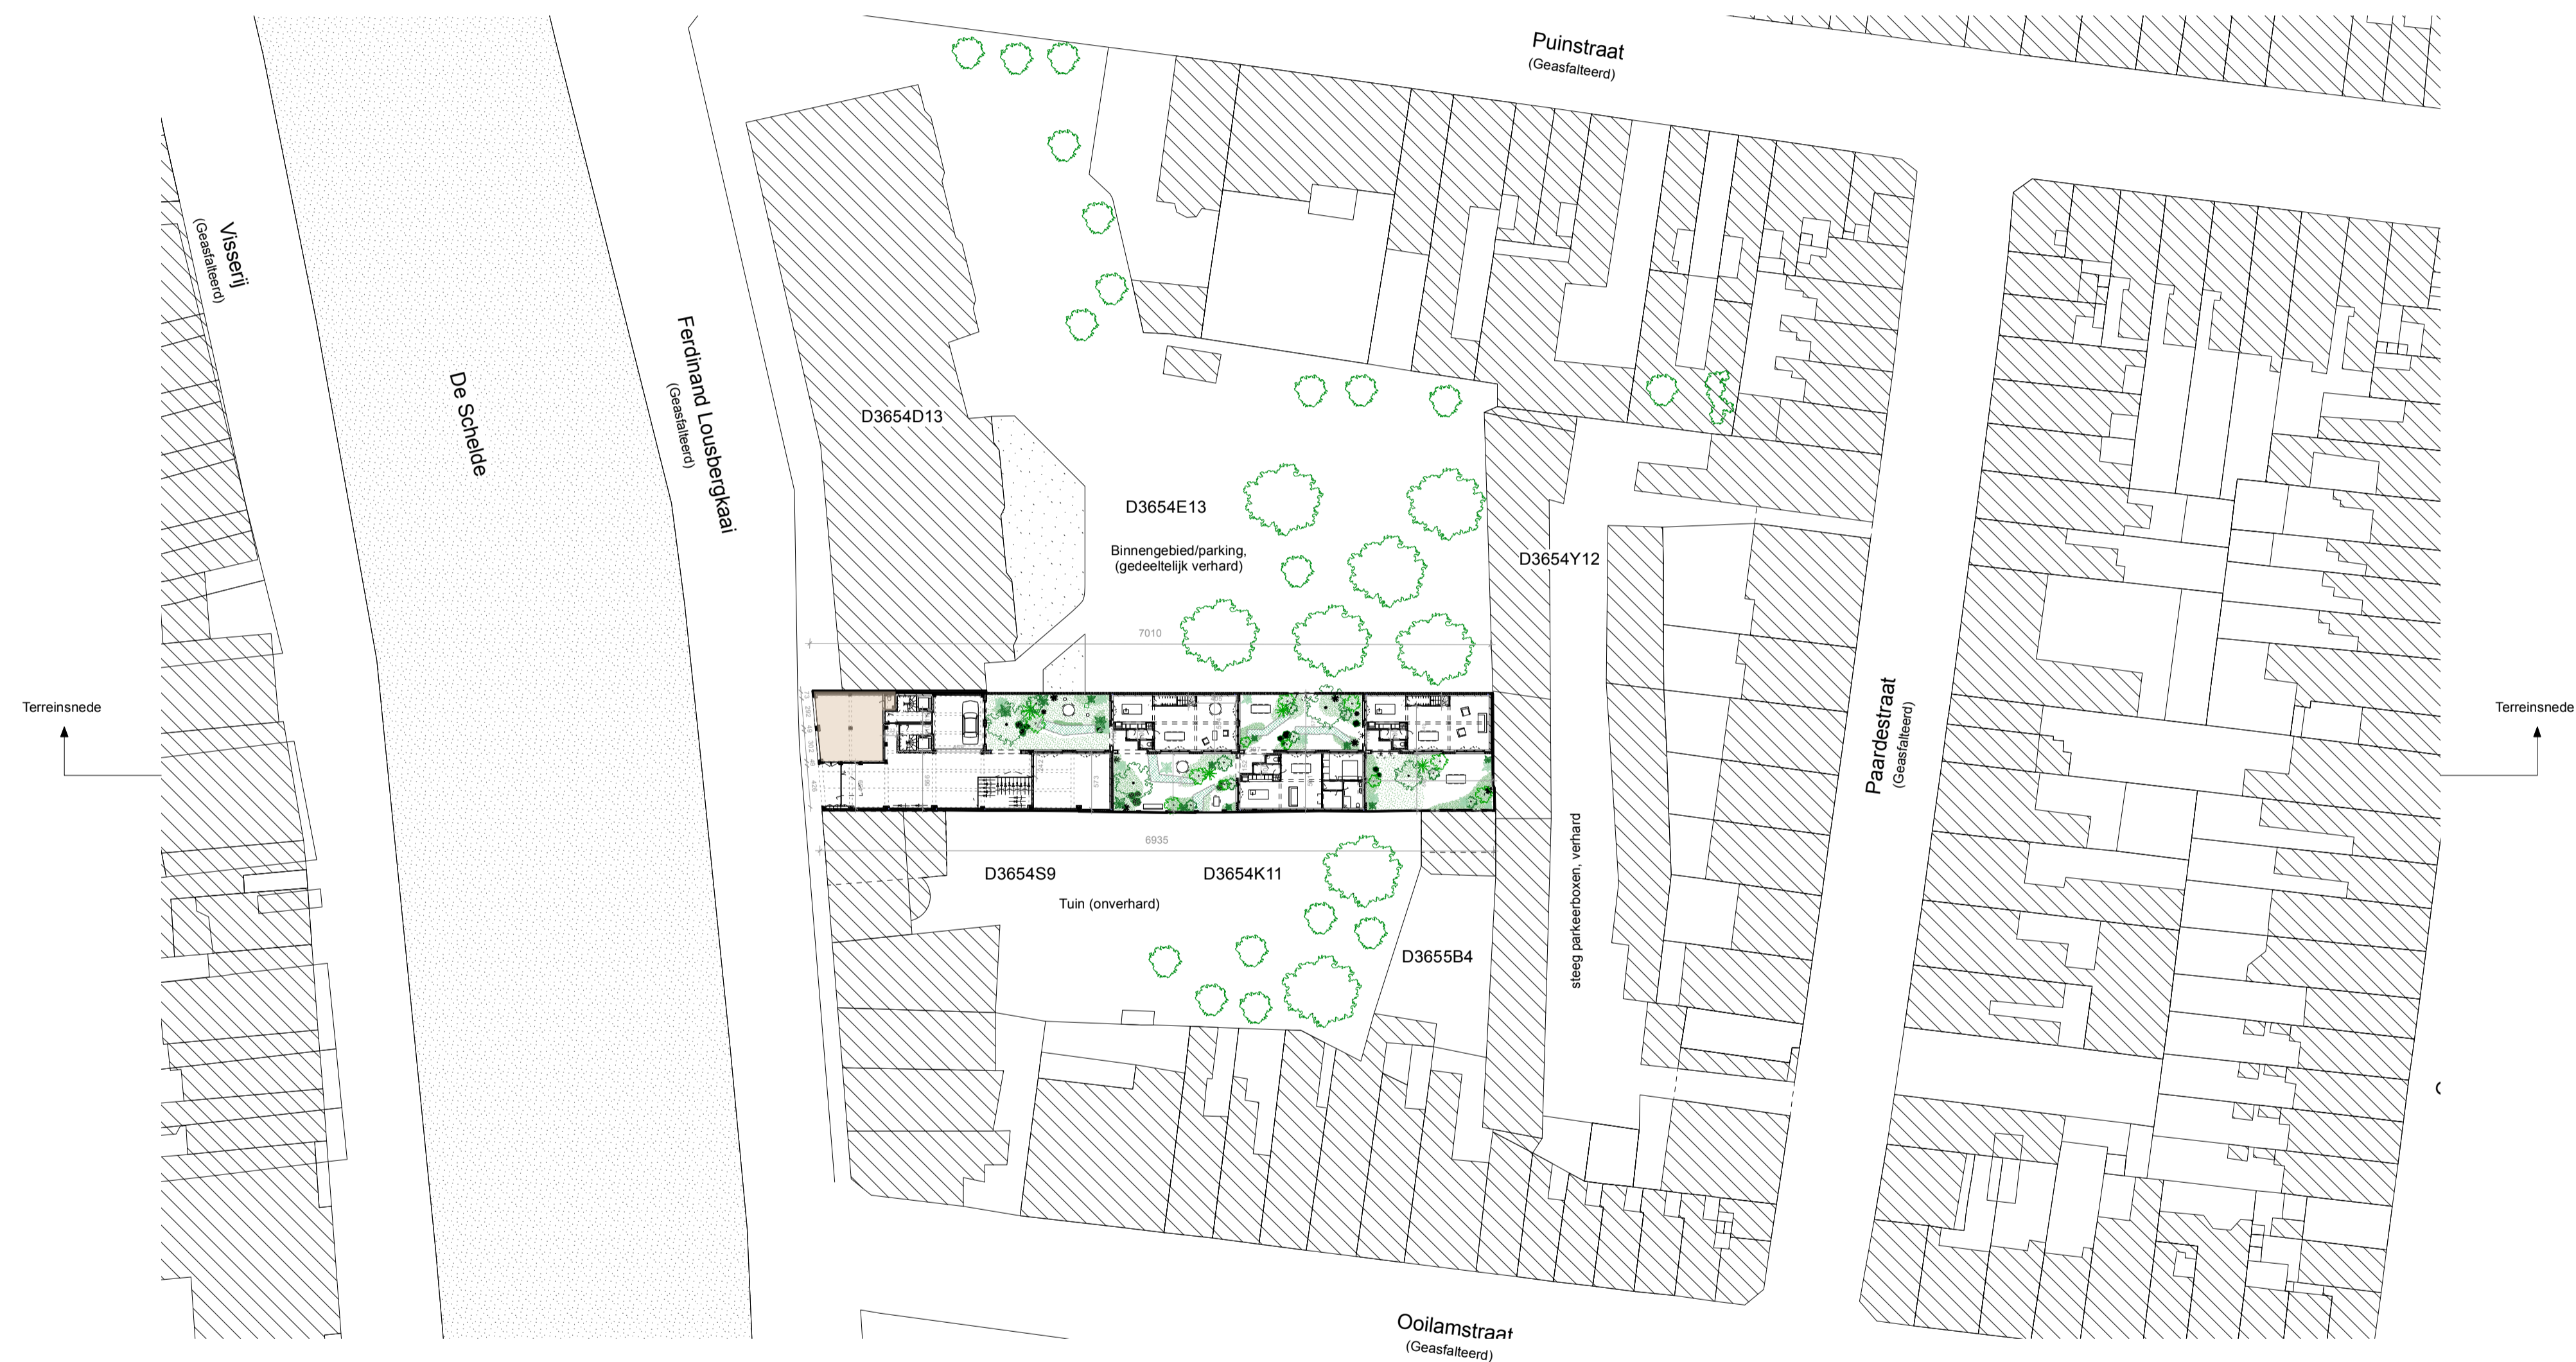 Puinstraat
(Geasfalteerd)
Visserij
(Geasfalteerd)
Ferdinand Lousbergkaai
(Geasfalteerd)
De Schelde
D3654D13
D3654E13
Binnengebied/parking,
(gedeeltelijk verhard)
D3654Y12
7010
Terreinsnede
Terreinsnede
Paardestraat
(Geasfalteerd)
6935
D3654S9
D3654K11
Tuin (onverhard)
steeg parkeerboxen, verhard
D3655B4
Ooilamstraat
(Geasfalteerd)